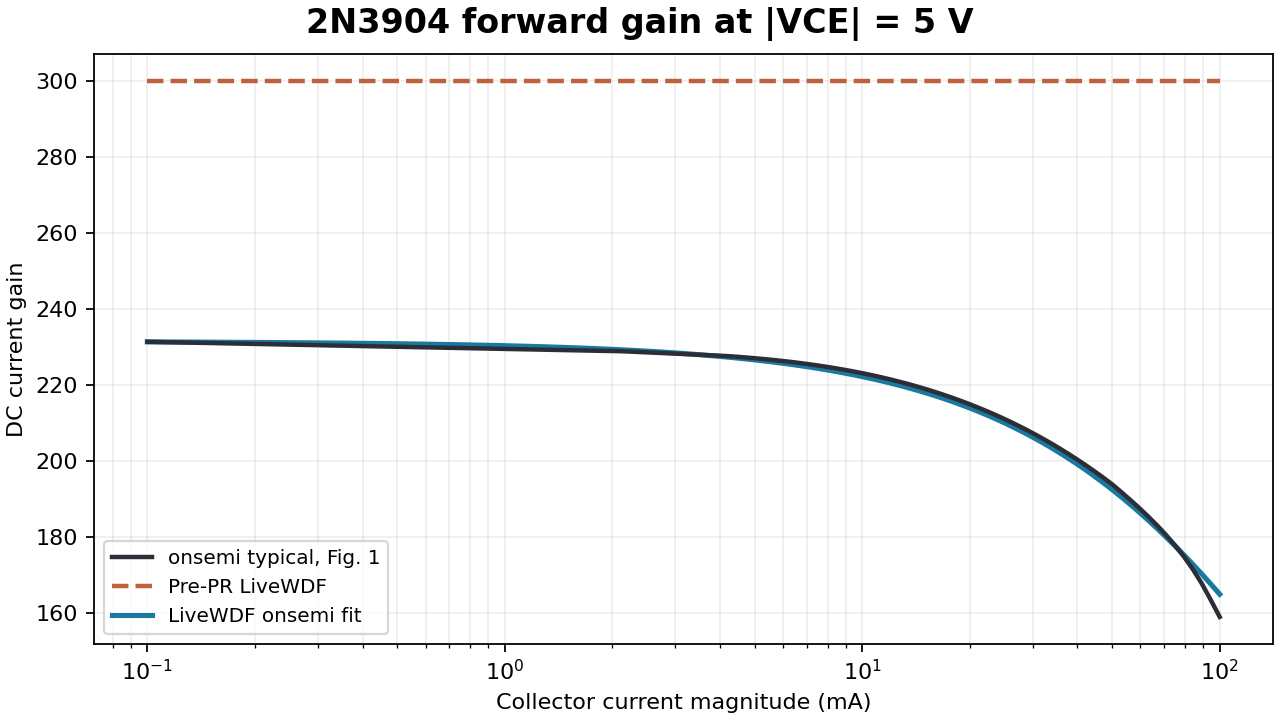 2N3904 forward gain at |VCE| = 5 V
DC current gain
300
280
260
240
220
200
180
160
onsemi typical, Fig. 1
Pre-PR LiveWDF
LiveWDF onsemi fit
10⁻¹ 10⁰ 10¹ 10²
Collector current magnitude (mA)